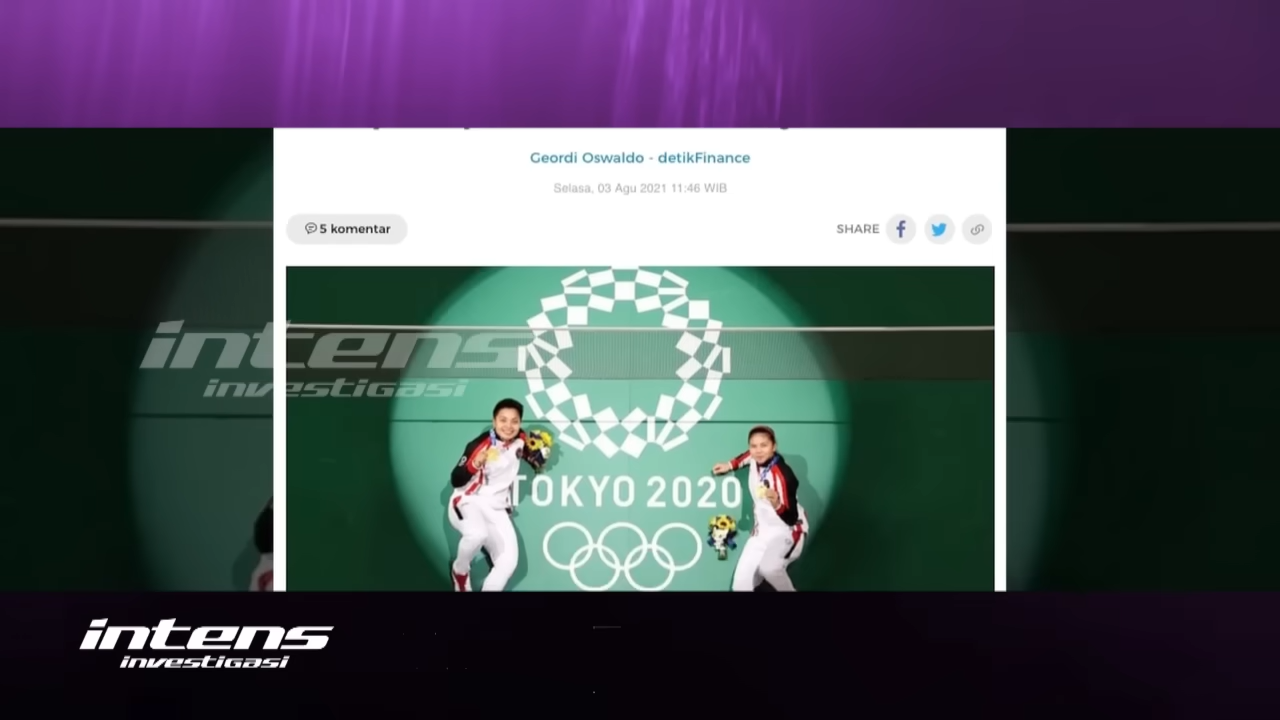 Geordi Oswaldo - detikFinance
Selasa, 03 Agu 2021 11:46 WIB
5 komentar
SHARE
intens
investigasi
TOKYO 2020
intens
investigasi